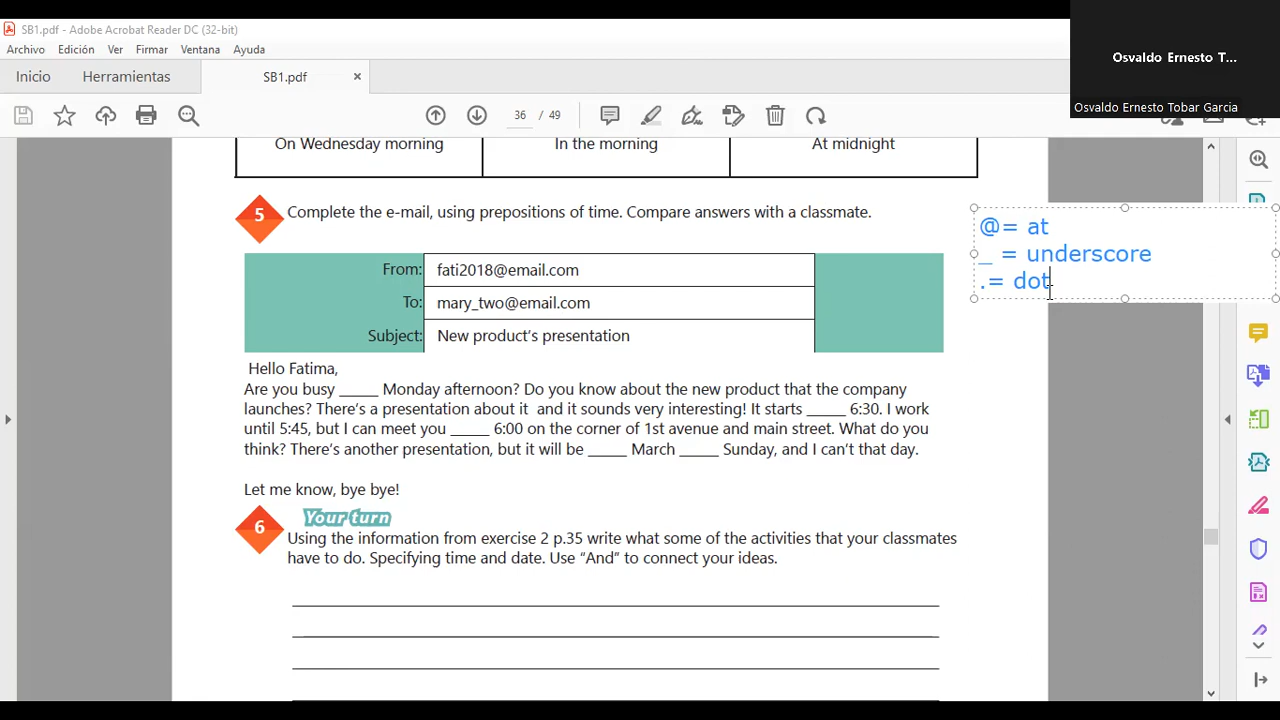 SB1.pdf - Adobe Acrobat Reader DC (32-bit)
Archivo Edición Ver Firmar Ventana Ayuda
Inicio Herramientas SB1.pdf ×
36 / 49
Osvaldo Ernesto T...
Osvaldo Ernesto Tobar Garcia
On Wednesday morning In the morning At midnight
5 Complete the e-mail, using prepositions of time. Compare answers with a classmate.
From: fati2018@email.com
To: mary_two@email.com
Subject: New product's presentation
@= at
_ = underscore
.= dot
Hello Fatima,
Are you busy _____ Monday afternoon? Do you know about the new product that the company
launches? There's a presentation about it and it sounds very interesting! It starts _____ 6:30. I work
until 5:45, but I can meet you _____ 6:00 on the corner of 1st avenue and main street. What do you
think? There's another presentation, but it will be _____ March _____ Sunday, and I can't that day.
Let me know, bye bye!
6 Your turn
Using the information from exercise 2 p.35 write what some of the activities that your classmates
have to do. Specifying time and date. Use “And” to connect your ideas.